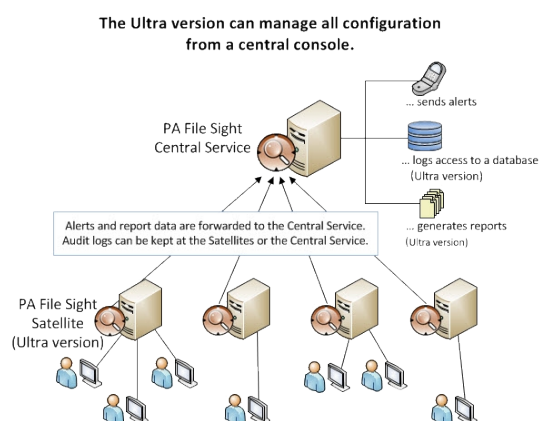 The Ultra version can manage all configuration
from a central console.
PA File Sight
Central Service
... sends alerts
... logs access to a database
(Ultra version)
... generates reports
(Ultra version)
Alerts and report data are forwarded to the Central Service.
Audit logs can be kept at the Satellites or the Central Service.
PA File Sight
Satellite
(Ultra version)